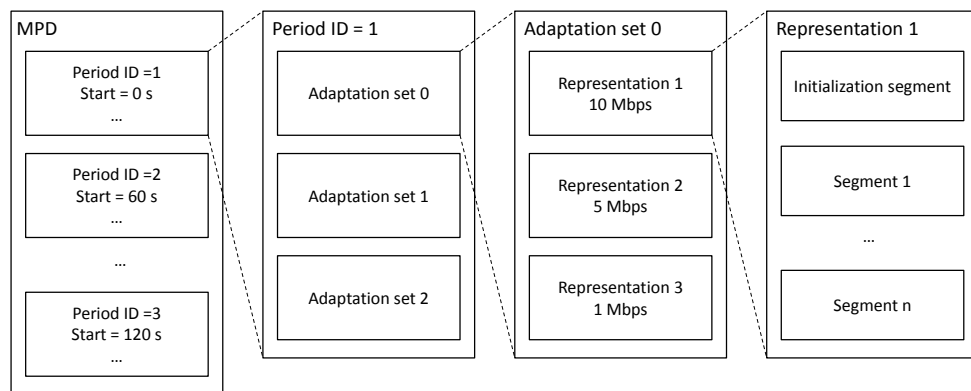 MPD
Period ID =1
Start = 0 s
...
Period ID =2
Start = 60 s
...
...
Period ID =3
Start = 120 s
...
Period ID = 1
Adaptation set 0
Adaptation set 1
Adaptation set 2
Adaptation set 0
Representation 1
10 Mbps
Representation 2
5 Mbps
Representation 3
1 Mbps
Representation 1
Initialization segment
Segment 1
...
Segment n